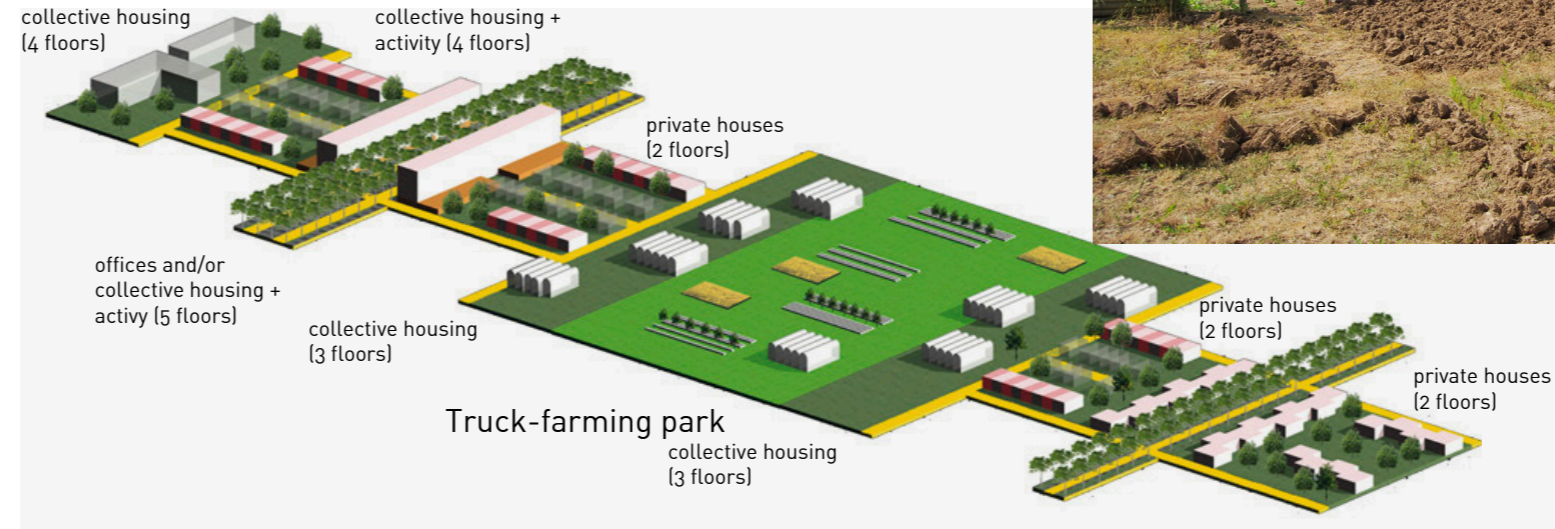 collective housing
(4 floors)
collective housing +
activity (4 floors)
private houses
(2 floors)
offices and/or
collective housing +
activy (5 floors)
collective housing
(3 floors)
private houses
(2 floors)
private houses
(2 floors)
Truck-farming park
collective housing
(3 floors)